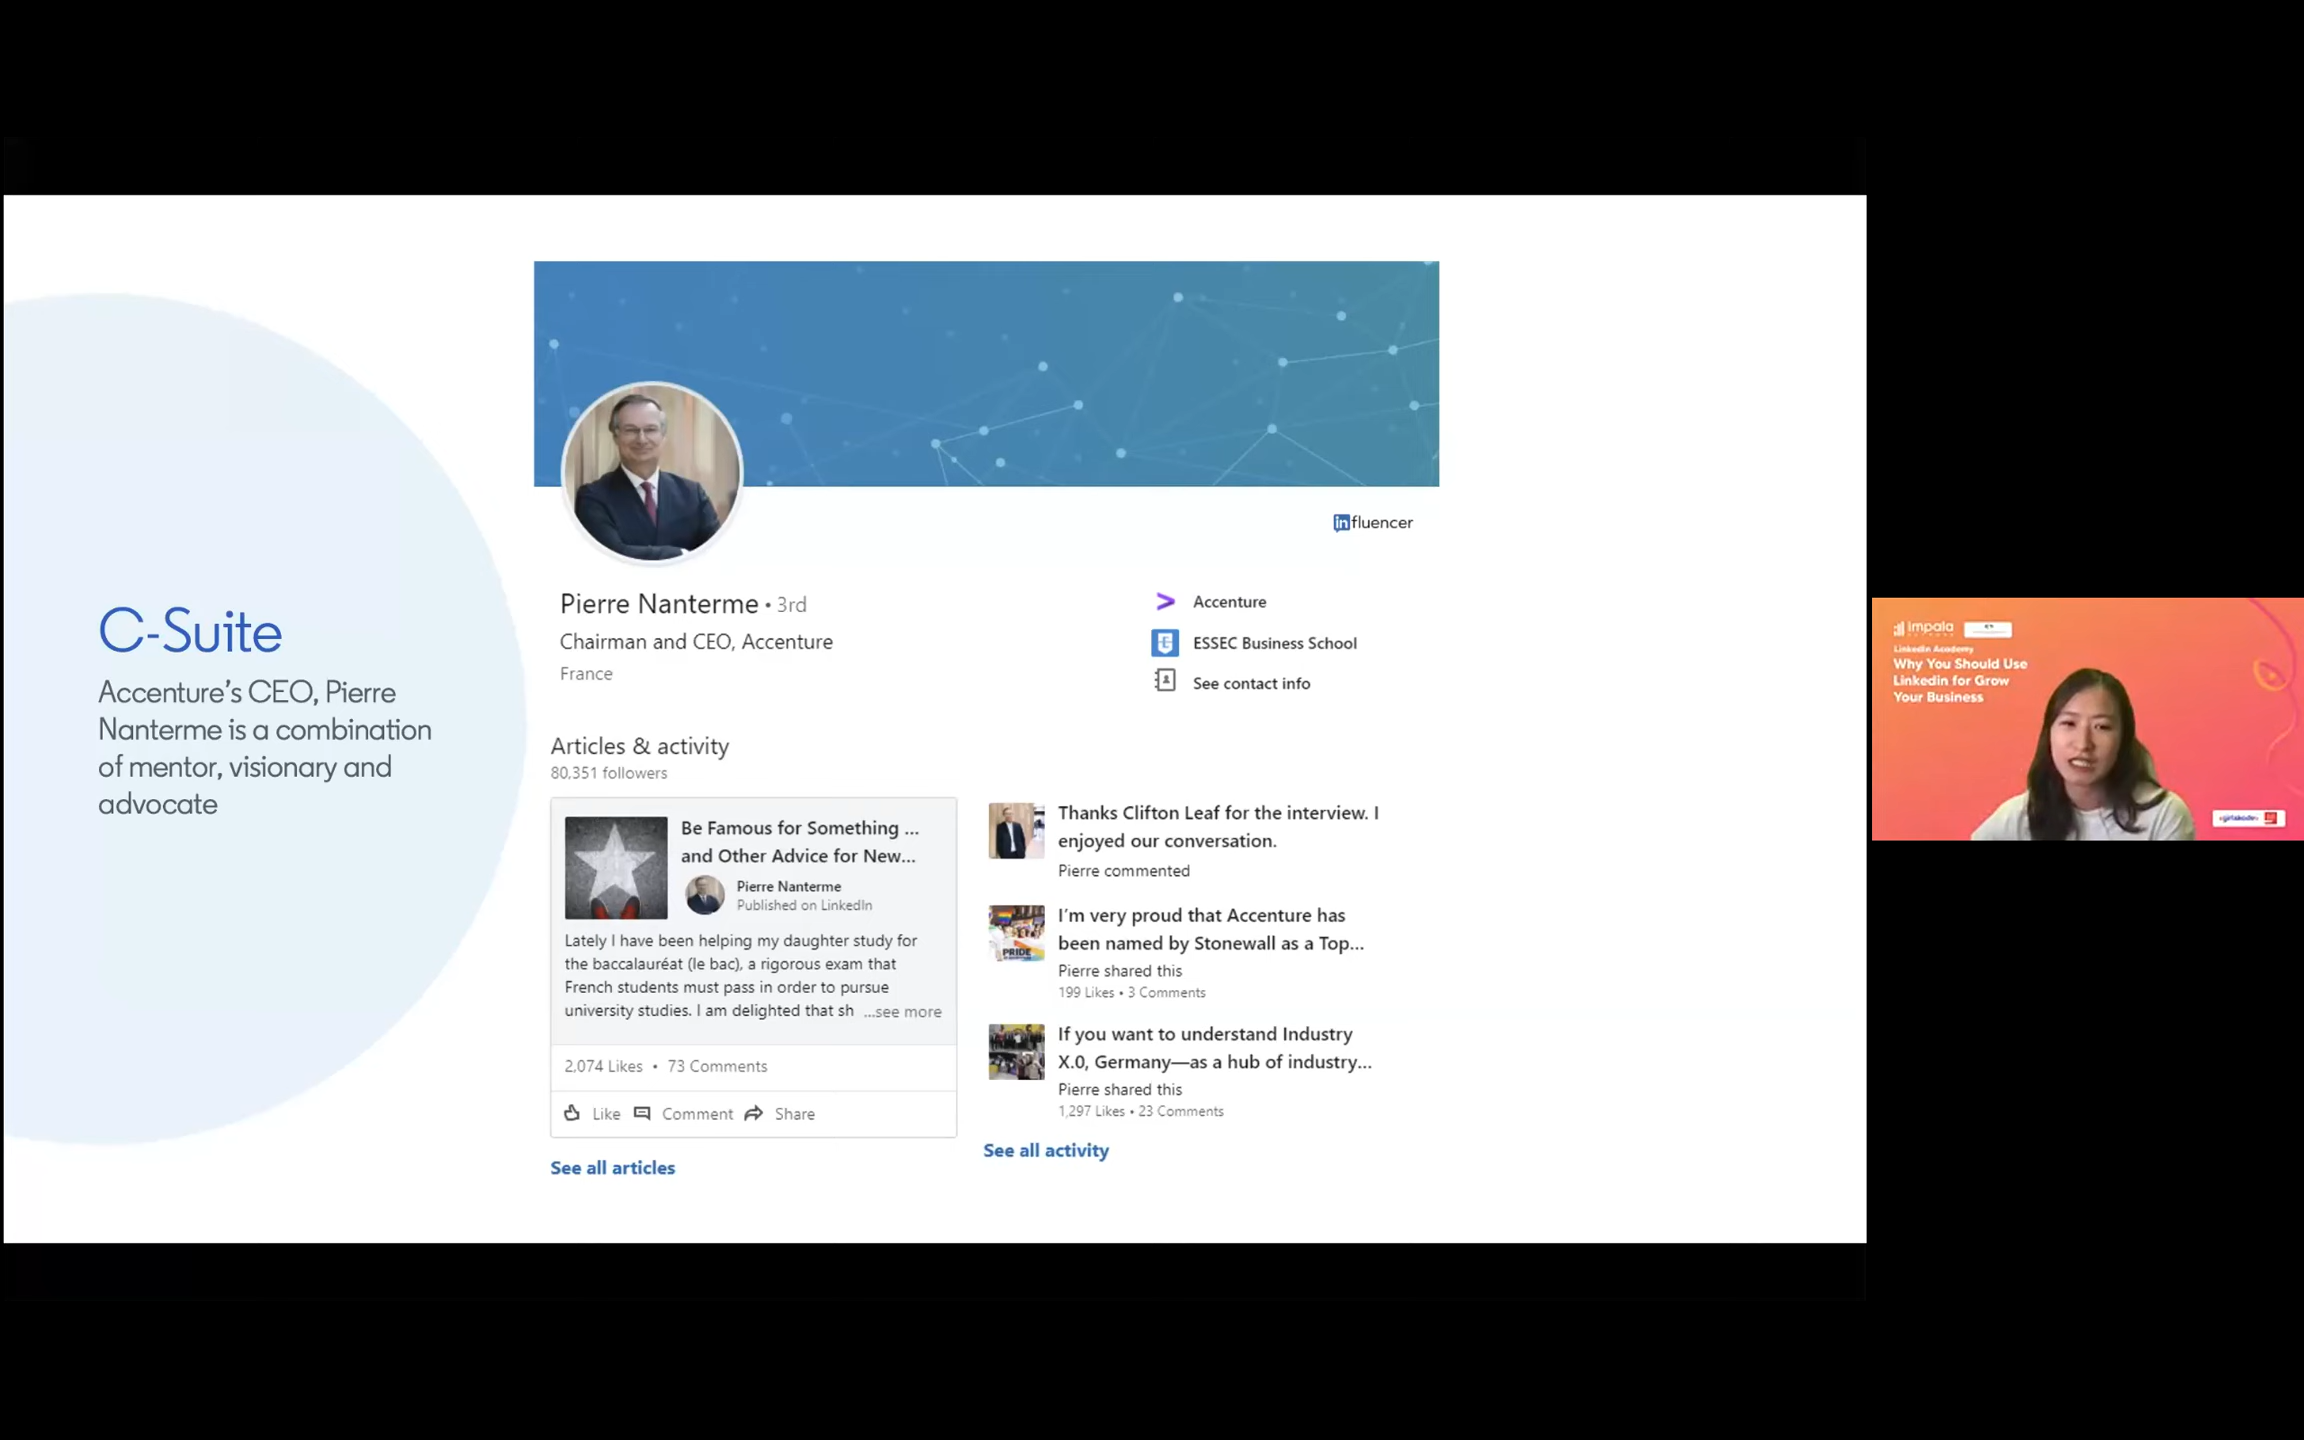 C-Suite
Accenture's CEO, Pierre
Nanterme is a combination
of mentor, visionary and
advocate
influencer
Pierre Nanterme • 3rd
Chairman and CEO, Accenture
France
Accenture
ESSEC Business School
See contact info
Articles & activity
80,351 followers
Be Famous for Something ...
and Other Advice for New...
Pierre Nanterme
Published on LinkedIn
Lately I have been helping my daughter study for
the baccalauréat (le bac), a rigorous exam that
French students must pass in order to pursue
university studies. I am delighted that sh ...see more
2,074 Likes • 73 Comments
Like Comment Share
See all articles
Thanks Clifton Leaf for the interview. I
enjoyed our conversation.
Pierre commented
PRIDE
I'm very proud that Accenture has
been named by Stonewall as a Top...
Pierre shared this
199 Likes • 3 Comments
If you want to understand Industry
X.0, Germany—as a hub of industry...
Pierre shared this
1,297 Likes • 23 Comments
See all activity
impala
LinkedIn Academy
Why You Should Use
Linkedin for Grow
Your Business